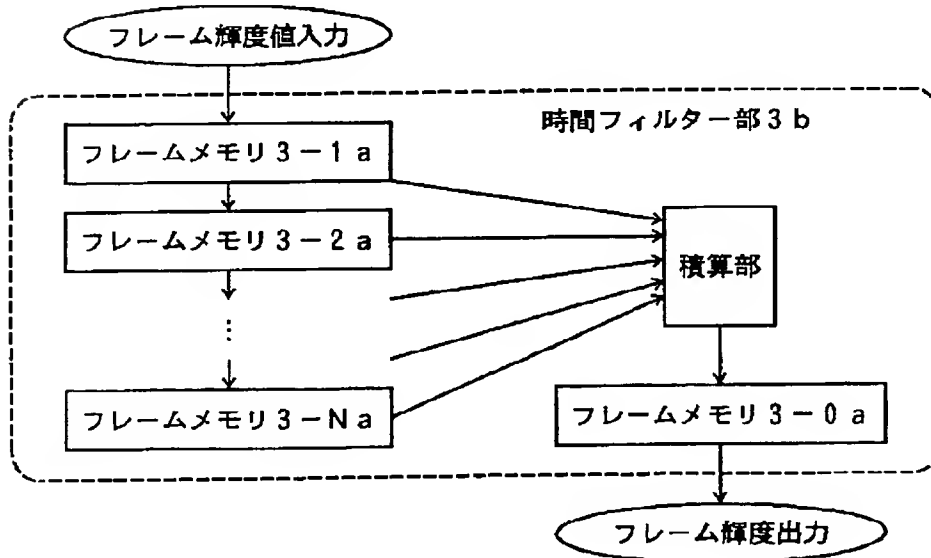 フレーム輝度値入力
時間フィルター部3b
フレームメモリ3-1a
フレームメモリ3-2a
積算部
⋮
フレームメモリ3-Na
フレームメモリ3-0a
フレーム輝度出力